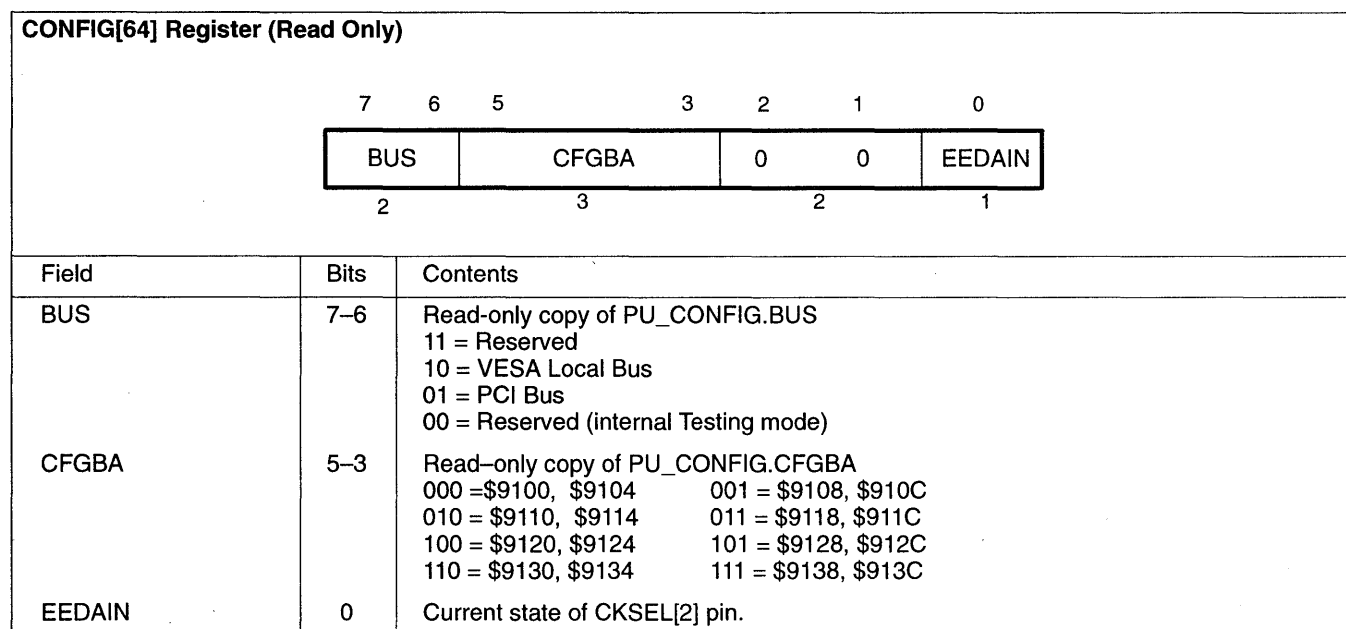 CONFIG[64] Register (Read Only)
7 6 5 3 2 1 0
BUS CFGBA 0 0 EEDAIN
2 3 2 1
Field Bits Contents
BUS 7–6 Read-only copy of PU_CONFIG.BUS
11 = Reserved
10 = VESA Local Bus
01 = PCI Bus
00 = Reserved (internal Testing mode)
CFGBA 5–3 Read–only copy of PU_CONFIG.CFGBA
000 =$9100, $9104 001 = $9108, $910C
010 = $9110, $9114 011 = $9118, $911C
100 = $9120, $9124 101 = $9128, $912C
110 = $9130, $9134 111 = $9138, $913C
EEDAIN 0 Current state of CKSEL[2] pin.